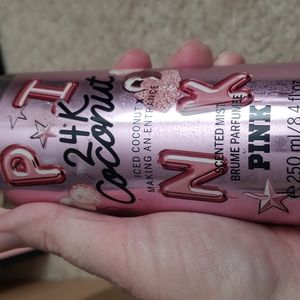 PINK
24K
Coconut
ICED COCONUT X
MAKING AN ENTRANCE
SCENTED MIST
BRUME PARFUMÉE
PINK
e 250 ml / 8.4 fl oz